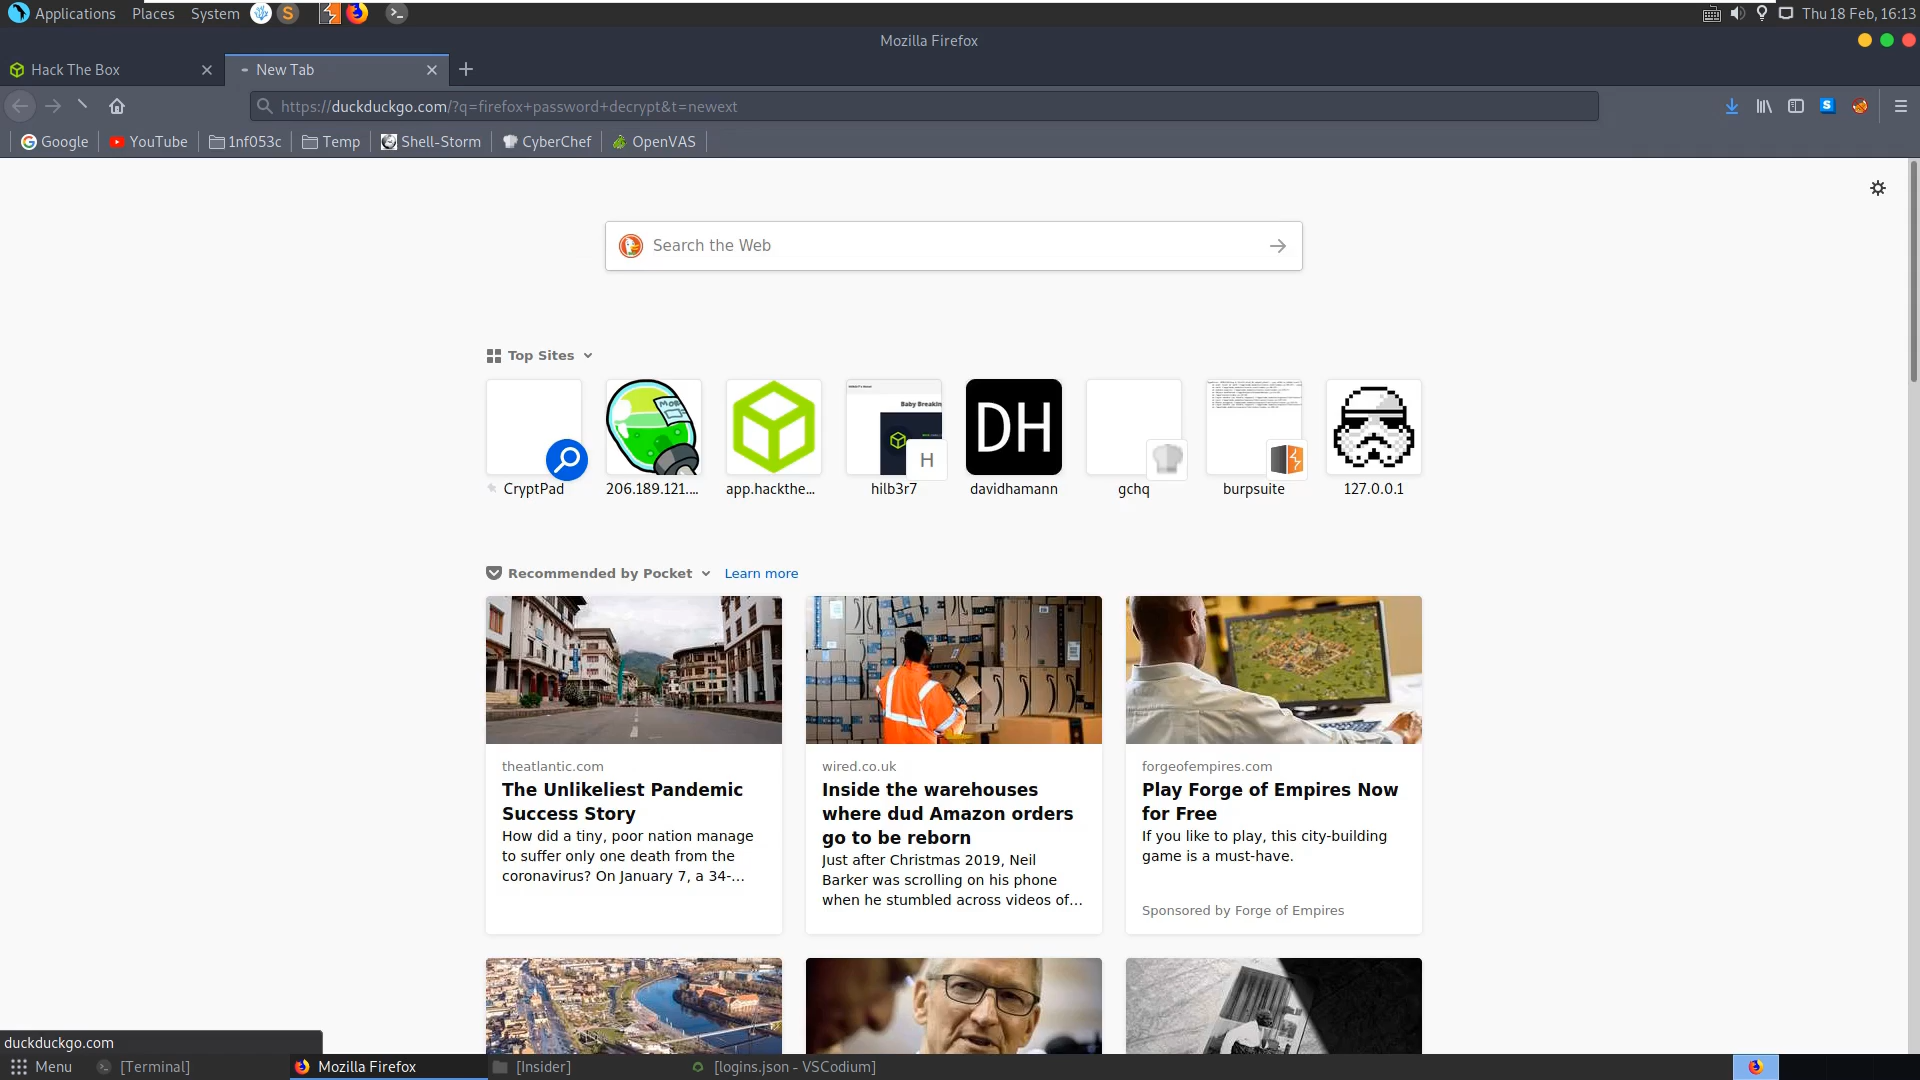 Applications Places System
Thu 18 Feb, 16:13
Mozilla Firefox
Hack The Box
New Tab
https://duckduckgo.com/?q=firefox+password+decrypt&t=newext
Google YouTube 1nf053c Temp Shell-Storm CyberChef OpenVAS
Search the Web
Top Sites
DH
H
CryptPad
206.189.121....
app.hackthe...
hilb3r7
davidhamann
gchq
burpsuite
127.0.0.1
Recommended by Pocket Learn more
theatlantic.com
The Unlikeliest Pandemic
Success Story
How did a tiny, poor nation manage
to suffer only one death from the
coronavirus? On January 7, a 34-...
wired.co.uk
Inside the warehouses
where dud Amazon orders
go to be reborn
Just after Christmas 2019, Neil
Barker was scrolling on his phone
when he stumbled across videos of...
forgeofempires.com
Play Forge of Empires Now
for Free
If you like to play, this city-building
game is a must-have.
Sponsored by Forge of Empires
duckduckgo.com
Menu [Terminal] Mozilla Firefox [Insider] [logins.json - VSCodium]